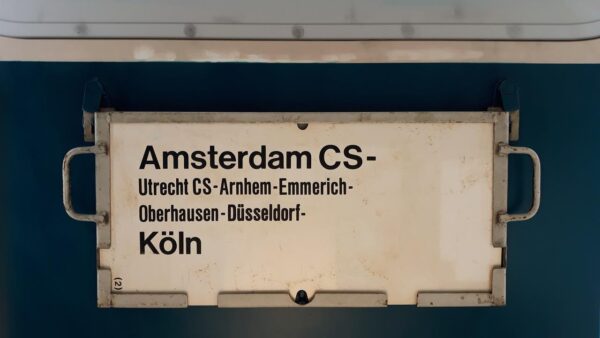 Amsterdam CS-
Utrecht CS-Arnhem-Emmerich-
Oberhausen-Düsseldorf-
Köln
(2)